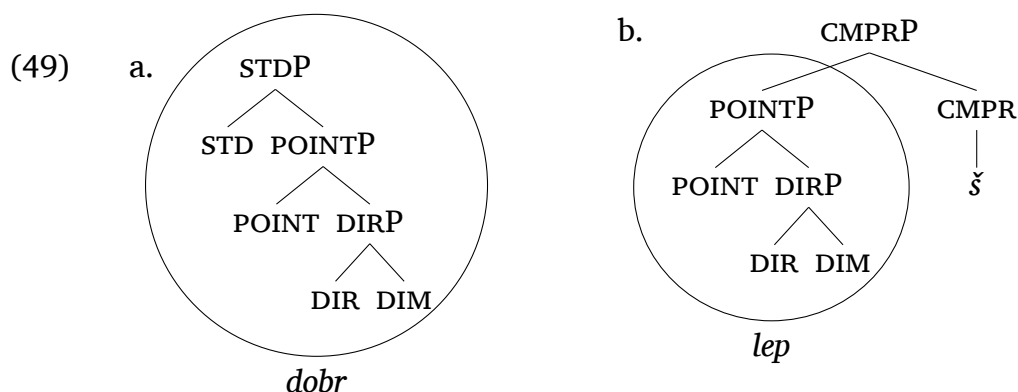 (49) a. b.
STDP CMPRP
STD POINTP POINTP CMPR
POINT DIRP POINT DIRP š
DIR DIM DIR DIM
dobr lep